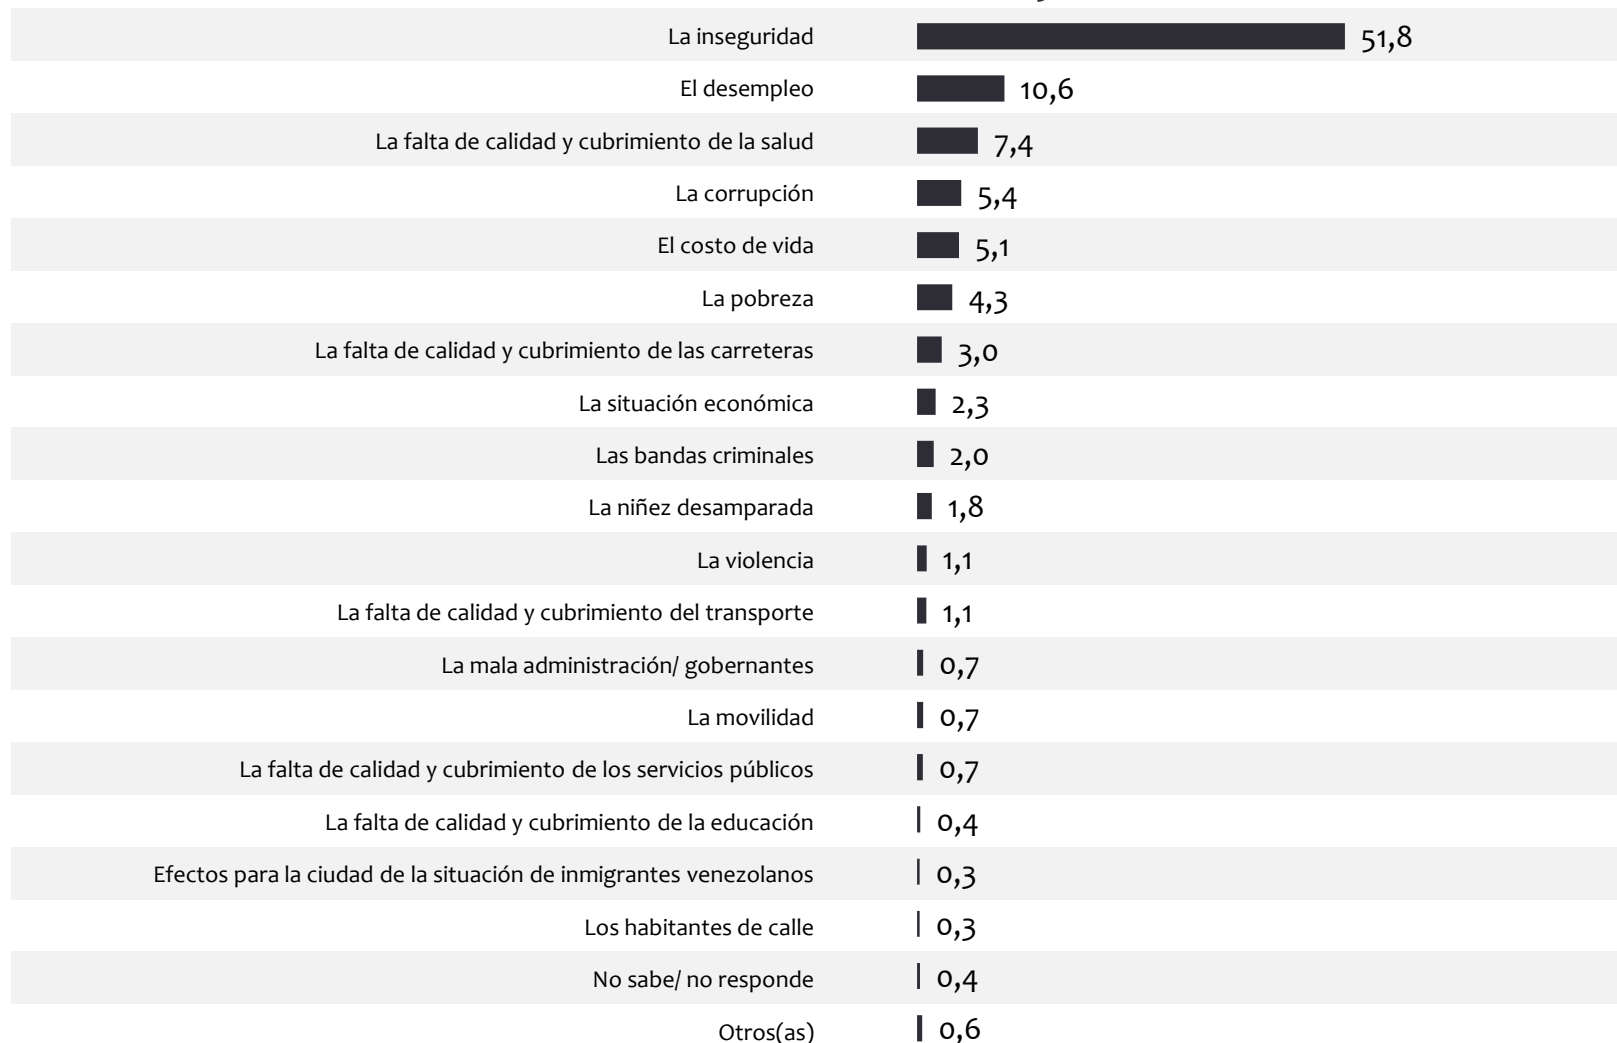 La inseguridad 51,8
El desempleo 10,6
La falta de calidad y cubrimiento de la salud 7,4
La corrupción 5,4
El costo de vida 5,1
La pobreza 4,3
La falta de calidad y cubrimiento de las carreteras 3,0
La situación económica 2,3
Las bandas criminales 2,0
La niñez desamparada 1,8
La violencia 1,1
La falta de calidad y cubrimiento del transporte 1,1
La mala administración/ gobernantes 0,7
La movilidad 0,7
La falta de calidad y cubrimiento de los servicios públicos 0,7
La falta de calidad y cubrimiento de la educación 0,4
Efectos para la ciudad de la situación de inmigrantes venezolanos 0,3
Los habitantes de calle 0,3
No sabe/ no responde 0,4
Otros(as) 0,6